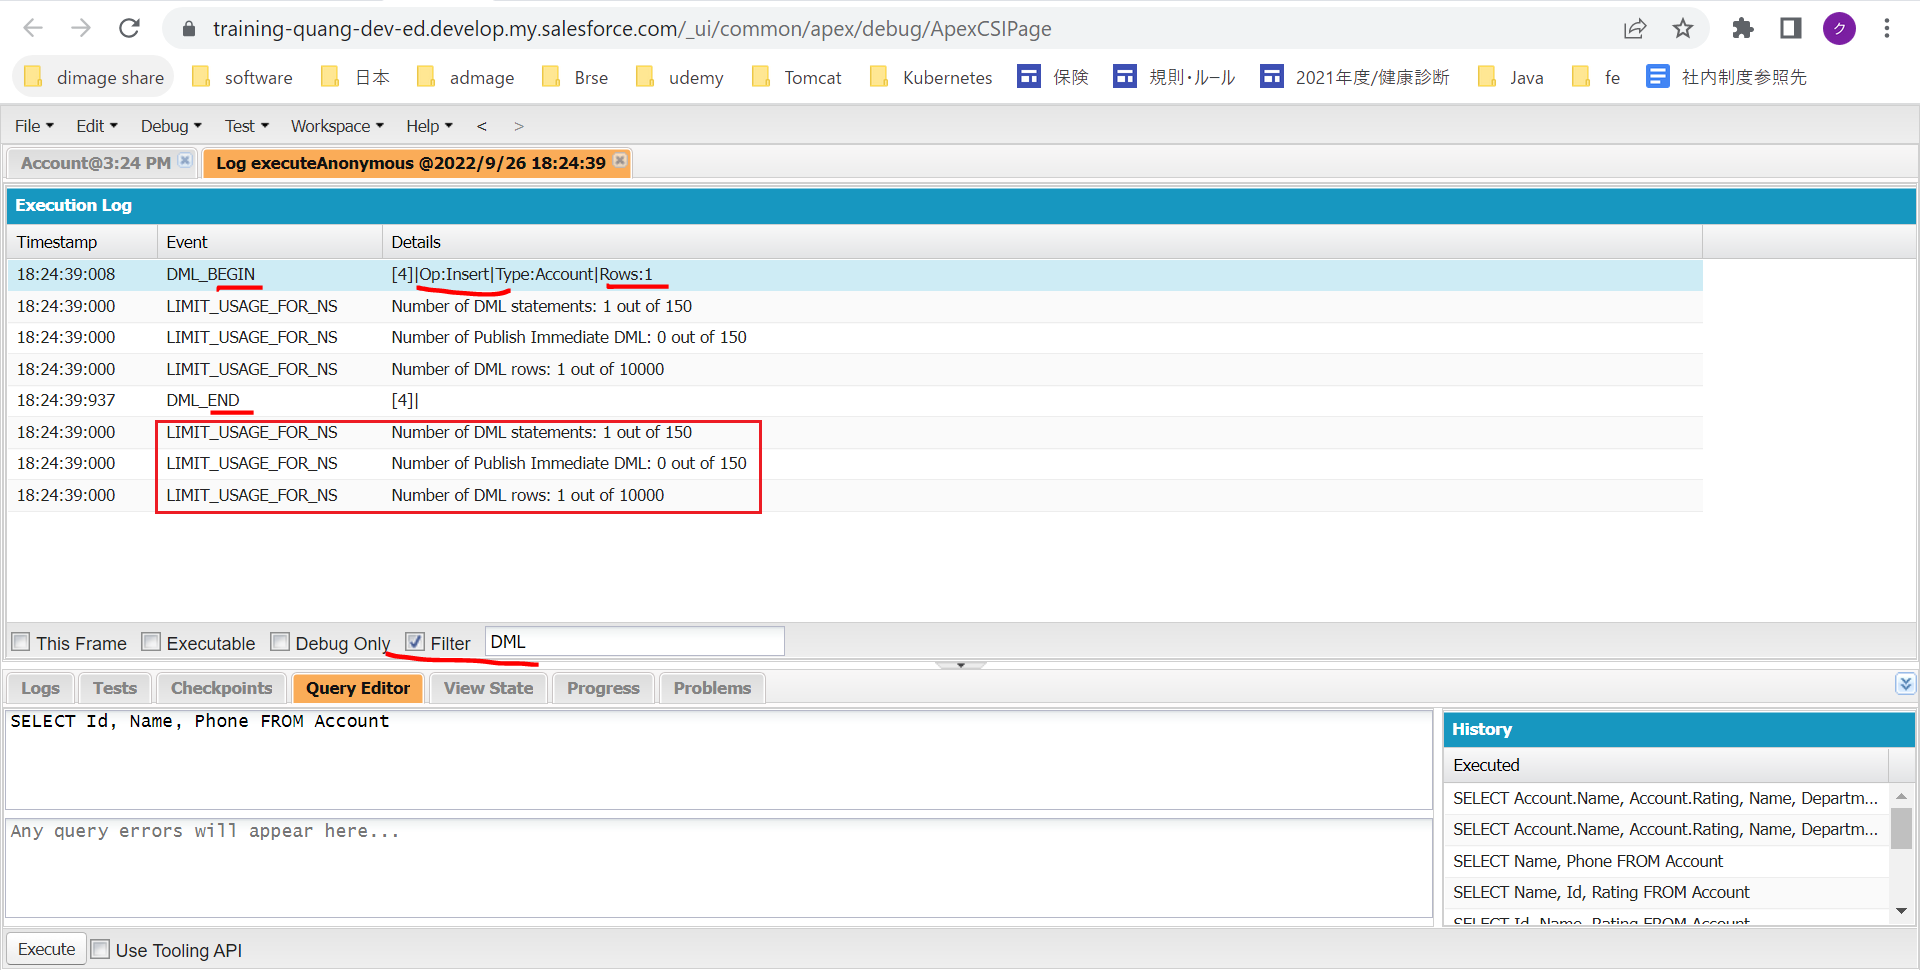 training-quang-dev-ed.develop.my.salesforce.com/_ui/common/apex/debug/ApexCSIPage
ク
dimage share software 日本 admage Brse udemy Tomcat Kubernetes 保険 規則・ルール 2021年度/健康診断 Java fe 社内制度参照先
File Edit Debug Test Workspace Help < >
Account@3:24 PM Log executeAnonymous @2022/9/26 18:24:39
Execution Log
Timestamp Event Details
18:24:39:008 DML_BEGIN [4]|Op:Insert|Type:Account|Rows:1
18:24:39:000 LIMIT_USAGE_FOR_NS Number of DML statements: 1 out of 150
18:24:39:000 LIMIT_USAGE_FOR_NS Number of Publish Immediate DML: 0 out of 150
18:24:39:000 LIMIT_USAGE_FOR_NS Number of DML rows: 1 out of 10000
18:24:39:937 DML_END [4]|
18:24:39:000 LIMIT_USAGE_FOR_NS Number of DML statements: 1 out of 150
18:24:39:000 LIMIT_USAGE_FOR_NS Number of Publish Immediate DML: 0 out of 150
18:24:39:000 LIMIT_USAGE_FOR_NS Number of DML rows: 1 out of 10000
This Frame Executable Debug Only Filter DML
Logs Tests Checkpoints Query Editor View State Progress Problems
SELECT Id, Name, Phone FROM Account
Any query errors will appear here...
History
Executed
SELECT Account.Name, Account.Rating, Name, Departm...
SELECT Account.Name, Account.Rating, Name, Departm...
SELECT Name, Phone FROM Account
SELECT Name, Id, Rating FROM Account
SELECT Id, Name, Rating FROM Account
Execute Use Tooling API